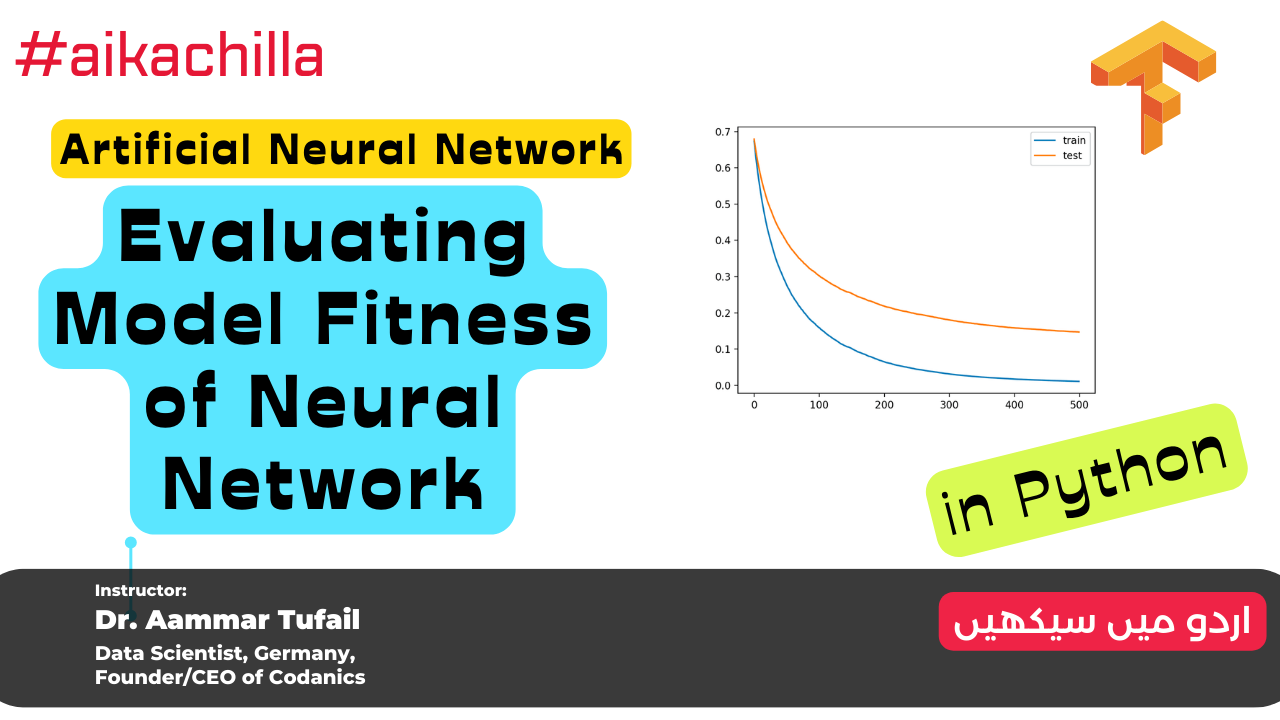 #aikachilla
Artificial Neural Network
Evaluating
Model Fitness
of Neural
Network
0.7
0.6
0.5
0.4
0.3
0.2
0.1
0.0
0
100
200
300
400
500
train
test
in Python
Instructor:
Dr. Aammar Tufail
Data Scientist, Germany,
Founder/CEO of Codanics
اردو میں سیکھیں